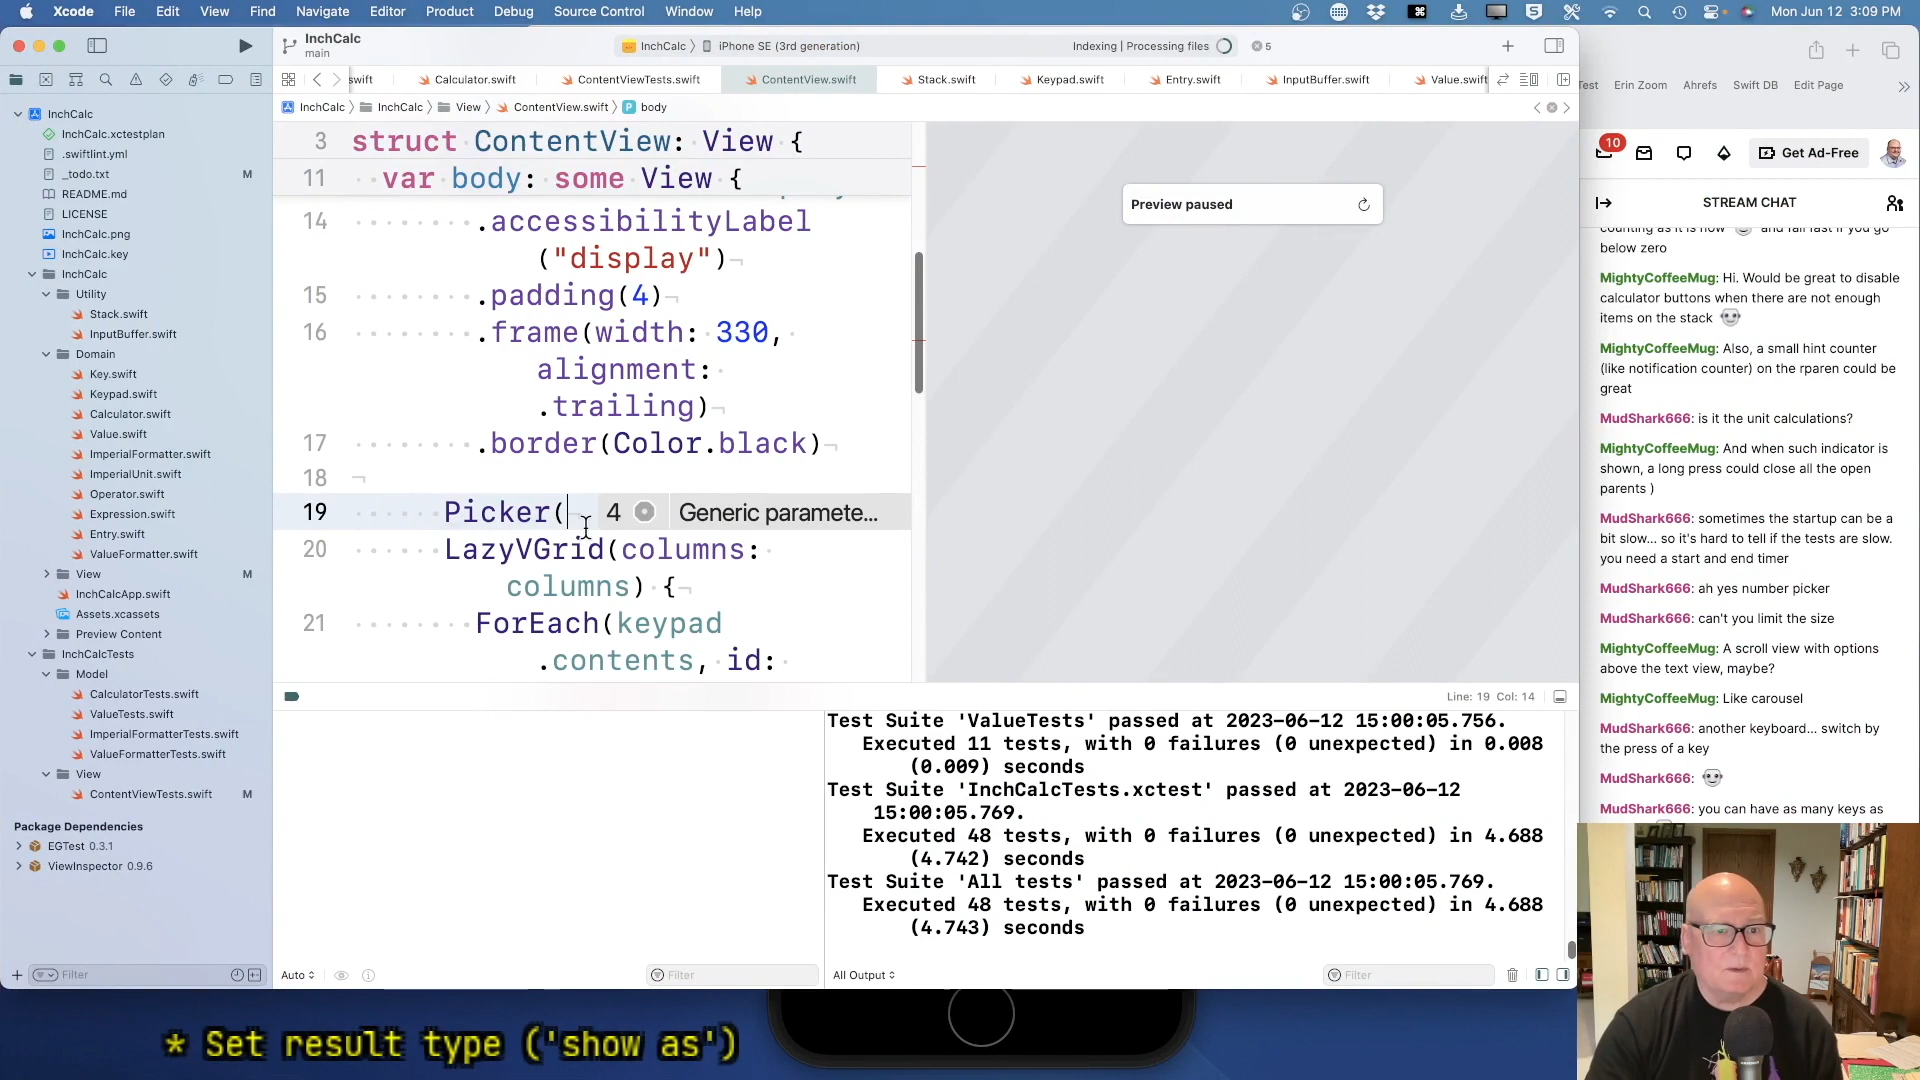 Xcode File Edit View Find Navigate Editor Product Debug Source Control Window Help
Mon Jun 12 3:09 PM
InchCalc
main
InchCalc iPhone SE (3rd generation)
Indexing | Processing files 5
swift Calculator.swift ContentViewTests.swift ContentView.swift Stack.swift Keypad.swift Entry.swift InputBuffer.swift Value.swift
InchCalc InchCalc View ContentView.swift P body
InchCalc
InchCalc.xctestplan
.swiftlint.yml
_todo.txt M
README.md
LICENSE
InchCalc.png
InchCalc.key
InchCalc
Utility
Stack.swift
InputBuffer.swift
Domain
Key.swift
Keypad.swift
Calculator.swift
Value.swift
ImperialFormatter.swift
ImperialUnit.swift
Operator.swift
Expression.swift
Entry.swift
ValueFormatter.swift
View M
InchCalcApp.swift
Assets.xcassets
Preview Content
InchCalcTests
Model
CalculatorTests.swift
ValueTests.swift
ImperialFormatterTests.swift
ValueFormatterTests.swift
View
ContentViewTests.swift M
Package Dependencies
EGTest 0.3.1
ViewInspector 0.9.6
Filter
3 struct ContentView: View {
11 var body: some View {
14 .accessibilityLabel
("display")
15 .padding(4)
16 .frame(width: 330,
alignment:
.trailing)
17 .border(Color.black)
18
19 Picker( 4 Generic paramete...
20 LazyVGrid(columns:
columns) {
21 ForEach(keypad
.contents, id:
Preview paused
Line: 19 Col: 14
Test Suite 'ValueTests' passed at 2023-06-12 15:00:05.756.
Executed 11 tests, with 0 failures (0 unexpected) in 0.008
(0.009) seconds
Test Suite 'InchCalcTests.xctest' passed at 2023-06-12
15:00:05.769.
Executed 48 tests, with 0 failures (0 unexpected) in 4.688
(4.742) seconds
Test Suite 'All tests' passed at 2023-06-12 15:00:05.769.
Executed 48 tests, with 0 failures (0 unexpected) in 4.688
(4.743) seconds
Auto
Filter
All Output
Filter
Test Erin Zoom Ahrefs Swift DB Edit Page
10 Get Ad-Free
STREAM CHAT
below zero
MightyCoffeeMug: Hi. Would be great to disable
calculator buttons when there are not enough
items on the stack
MightyCoffeeMug: Also, a small hint counter
(like notification counter) on the rparen could be
great
MudShark666: is it the unit calculations?
MightyCoffeeMug: And when such indicator is
shown, a long press could close all the open
parents )
MudShark666: sometimes the startup can be a
bit slow... so it's hard to tell if the tests are slow.
you need a start and end timer
MudShark666: ah yes number picker
MudShark666: can't you limit the size
MightyCoffeeMug: A scroll view with options
above the text view, maybe?
MightyCoffeeMug: Like carousel
MudShark666: another keyboard... switch by
the press of a key
MudShark666:
MudShark666: you can have as many keys as
* Set result type ('show as')